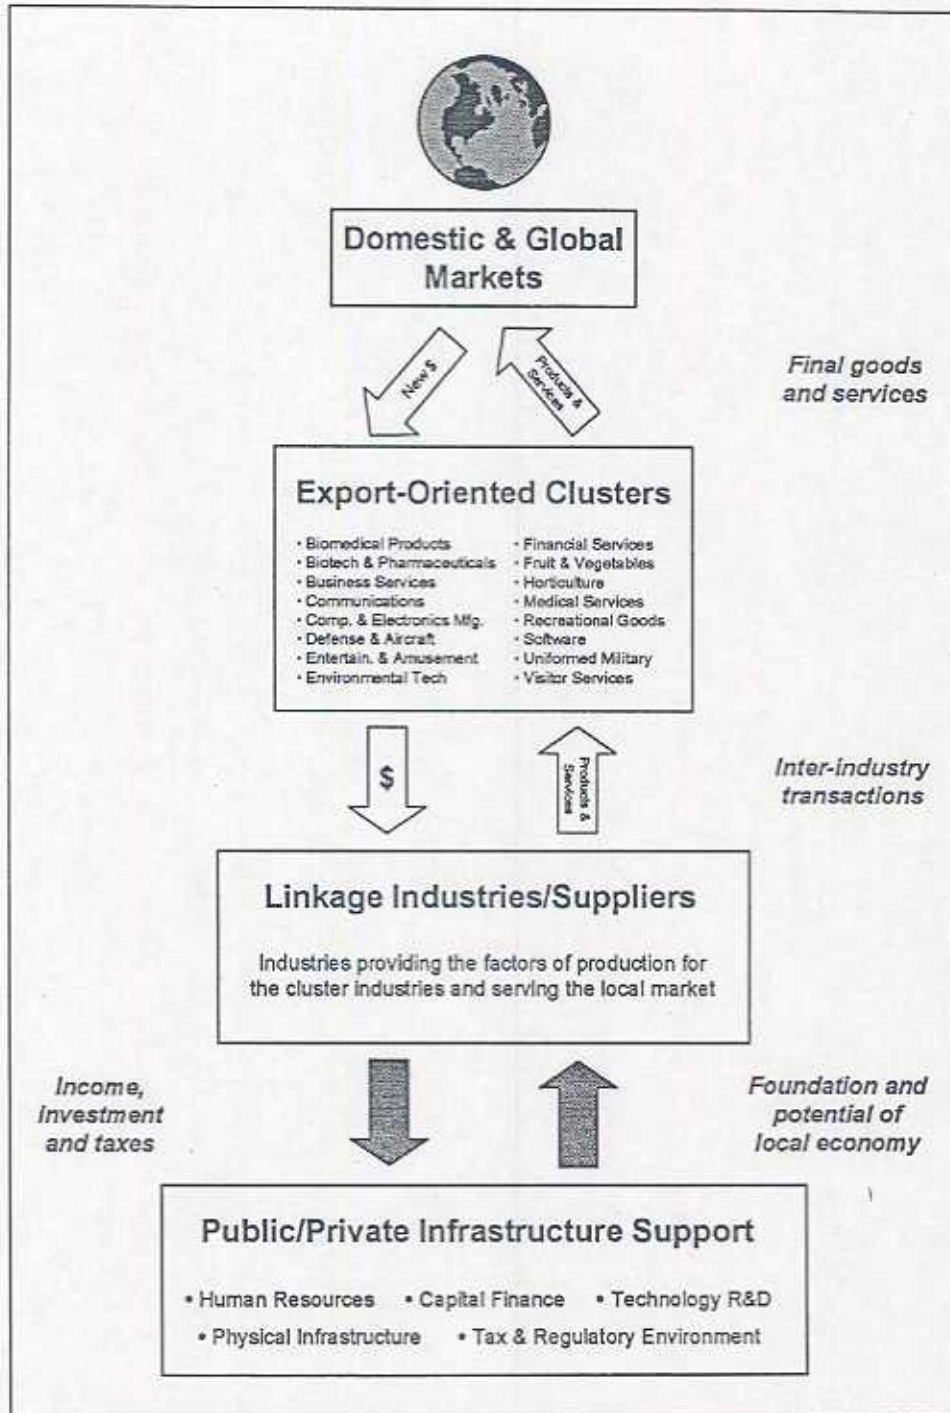 Domestic & Global
Markets
New $
Products &
Services
Final goods
and services
Export-Oriented Clusters
• Biomedical Products
• Biotech & Pharmaceuticals
• Business Services
• Communications
• Comp. & Electronics Mfg.
• Defense & Aircraft
• Entertain. & Amusement
• Environmental Tech
• Financial Services
• Fruit & Vegetables
• Horticulture
• Medical Services
• Recreational Goods
• Software
• Uniformed Military
• Visitor Services
$
Products &
Services
Inter-industry
transactions
Linkage Industries/Suppliers
Industries providing the factors of production for
the cluster industries and serving the local market
Income,
investment
and taxes
Foundation and
potential of
local economy
Public/Private Infrastructure Support
• Human Resources • Capital Finance • Technology R&D
• Physical Infrastructure • Tax & Regulatory Environment